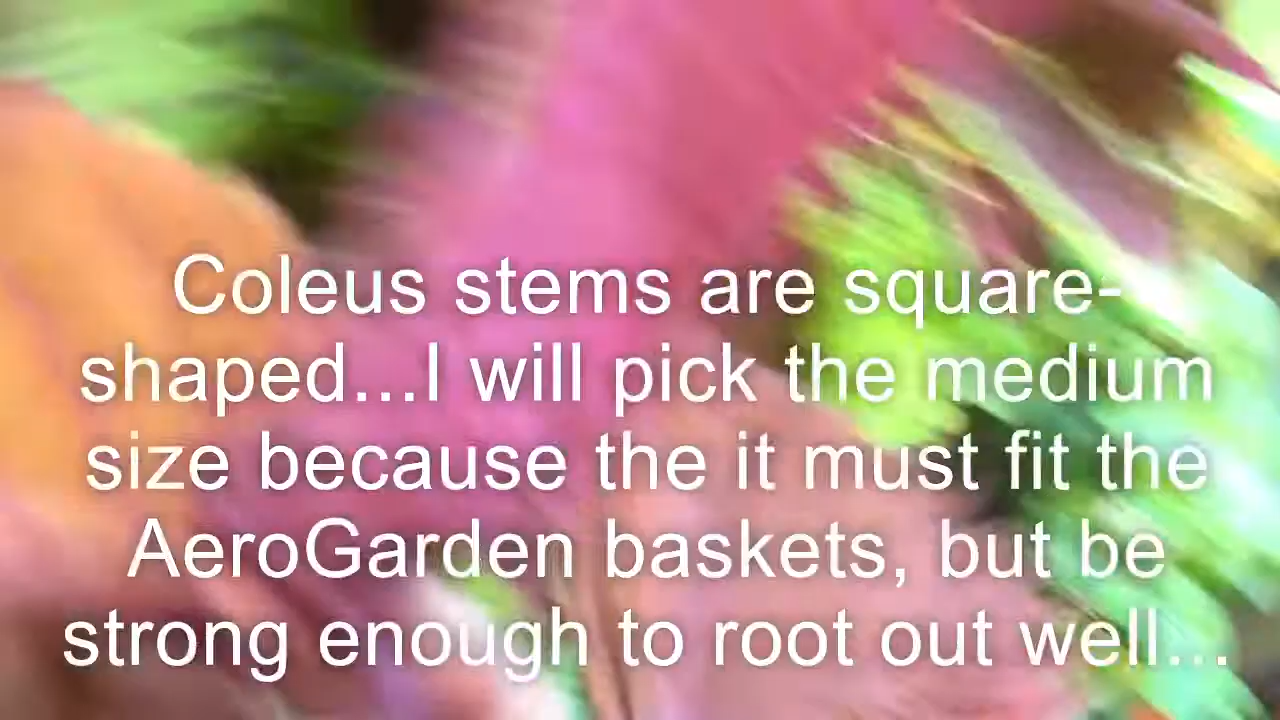 Coleus stems are square-
shaped...I will pick the medium
size because the it must fit the
AeroGarden baskets, but be
strong enough to root out well...